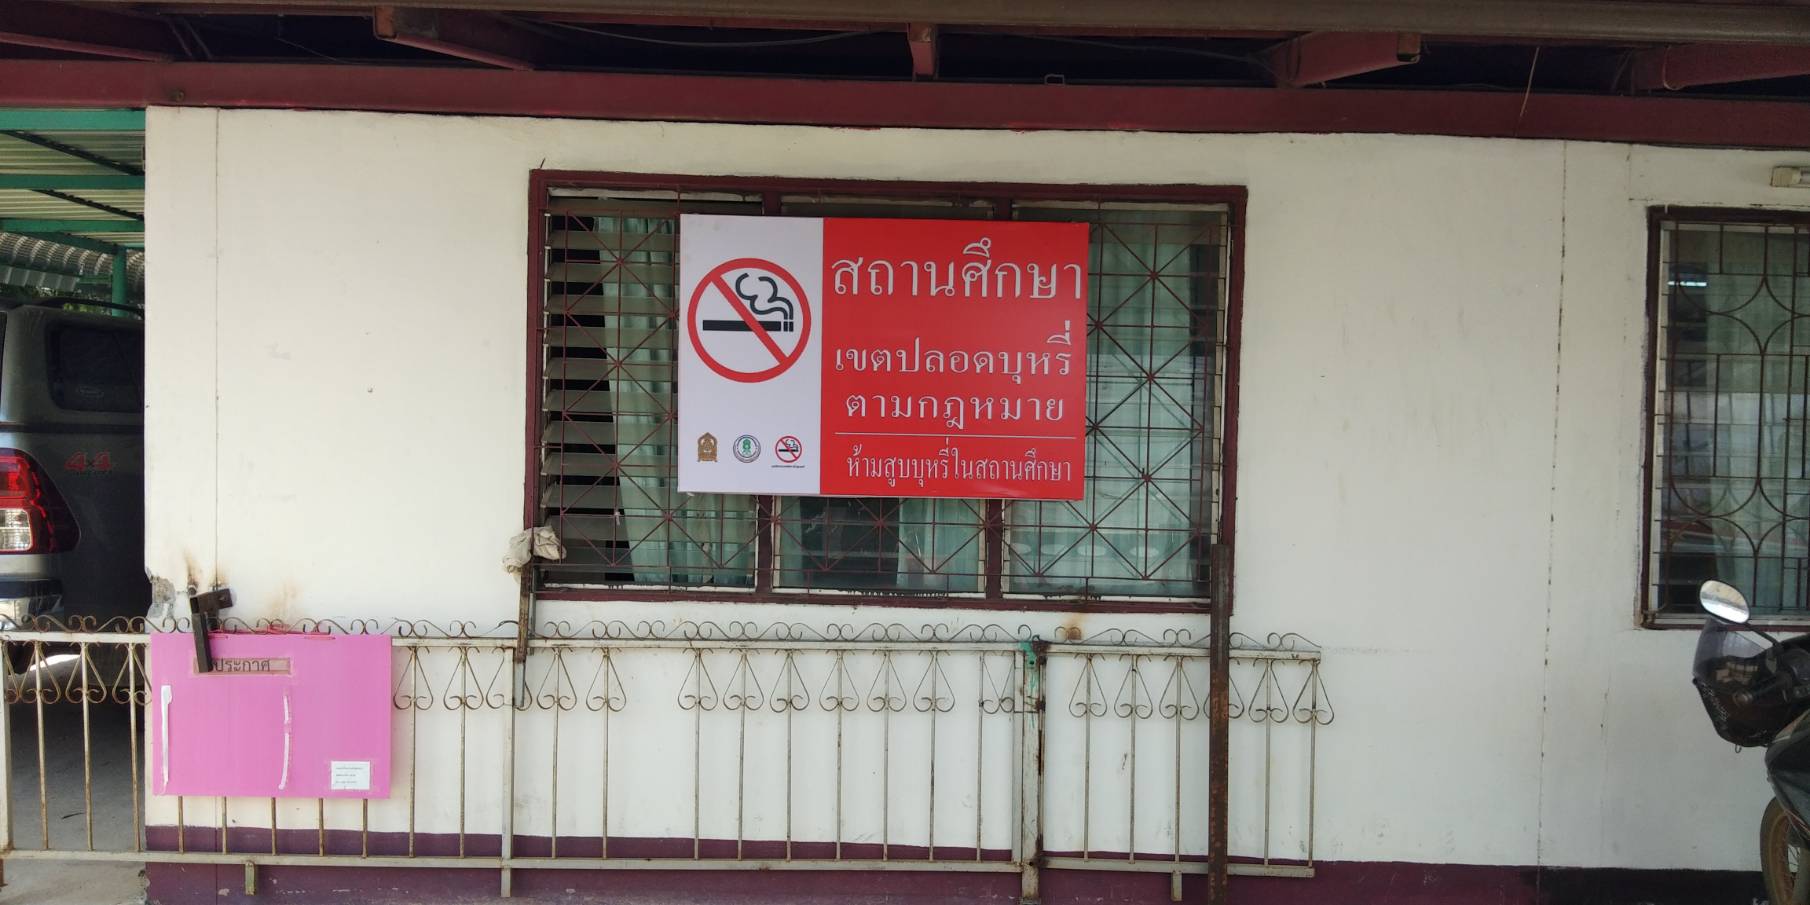 สถานศึกษา
เขตปลอดบุหรี่
ตามกฎหมาย
ห้ามสูบบุหรี่ในสถานศึกษา
4x4
ประกาศ